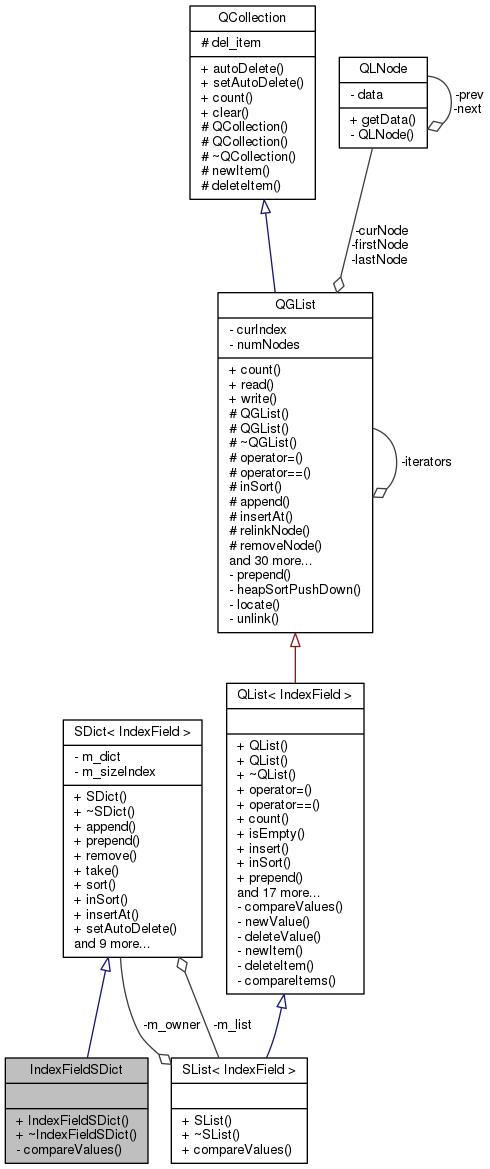 QCollection
# del_item
+ autoDelete()
+ setAutoDelete()
+ count()
+ clear()
# QCollection()
# QCollection()
# ~QCollection()
# newItem()
# deleteItem()
QLNode
- data
+ getData()
- QLNode()
-prev
-next
-curNode
-firstNode
-lastNode
QGList
- curIndex
- numNodes
+ count()
+ read()
+ write()
# QGList()
# QGList()
# ~QGList()
# operator=()
# operator==()
# inSort()
# append()
# insertAt()
# relinkNode()
# removeNode()
and 30 more...
- prepend()
- heapSortPushDown()
- locate()
- unlink()
-iterators
QList< IndexField >
+ QList()
+ QList()
+ ~QList()
+ operator=()
+ operator==()
+ count()
+ isEmpty()
+ insert()
+ inSort()
+ prepend()
and 17 more...
- compareValues()
- newValue()
- deleteValue()
- newItem()
- deleteItem()
- compareItems()
SDict< IndexField >
- m_dict
- m_sizeIndex
+ SDict()
+ ~SDict()
+ append()
+ prepend()
+ remove()
+ take()
+ sort()
+ inSort()
+ insertAt()
+ setAutoDelete()
and 9 more...
-m_owner
-m_list
IndexFieldSDict
+ IndexFieldSDict()
+ ~IndexFieldSDict()
- compareValues()
SList< IndexField >
+ SList()
+ ~SList()
+ compareValues()